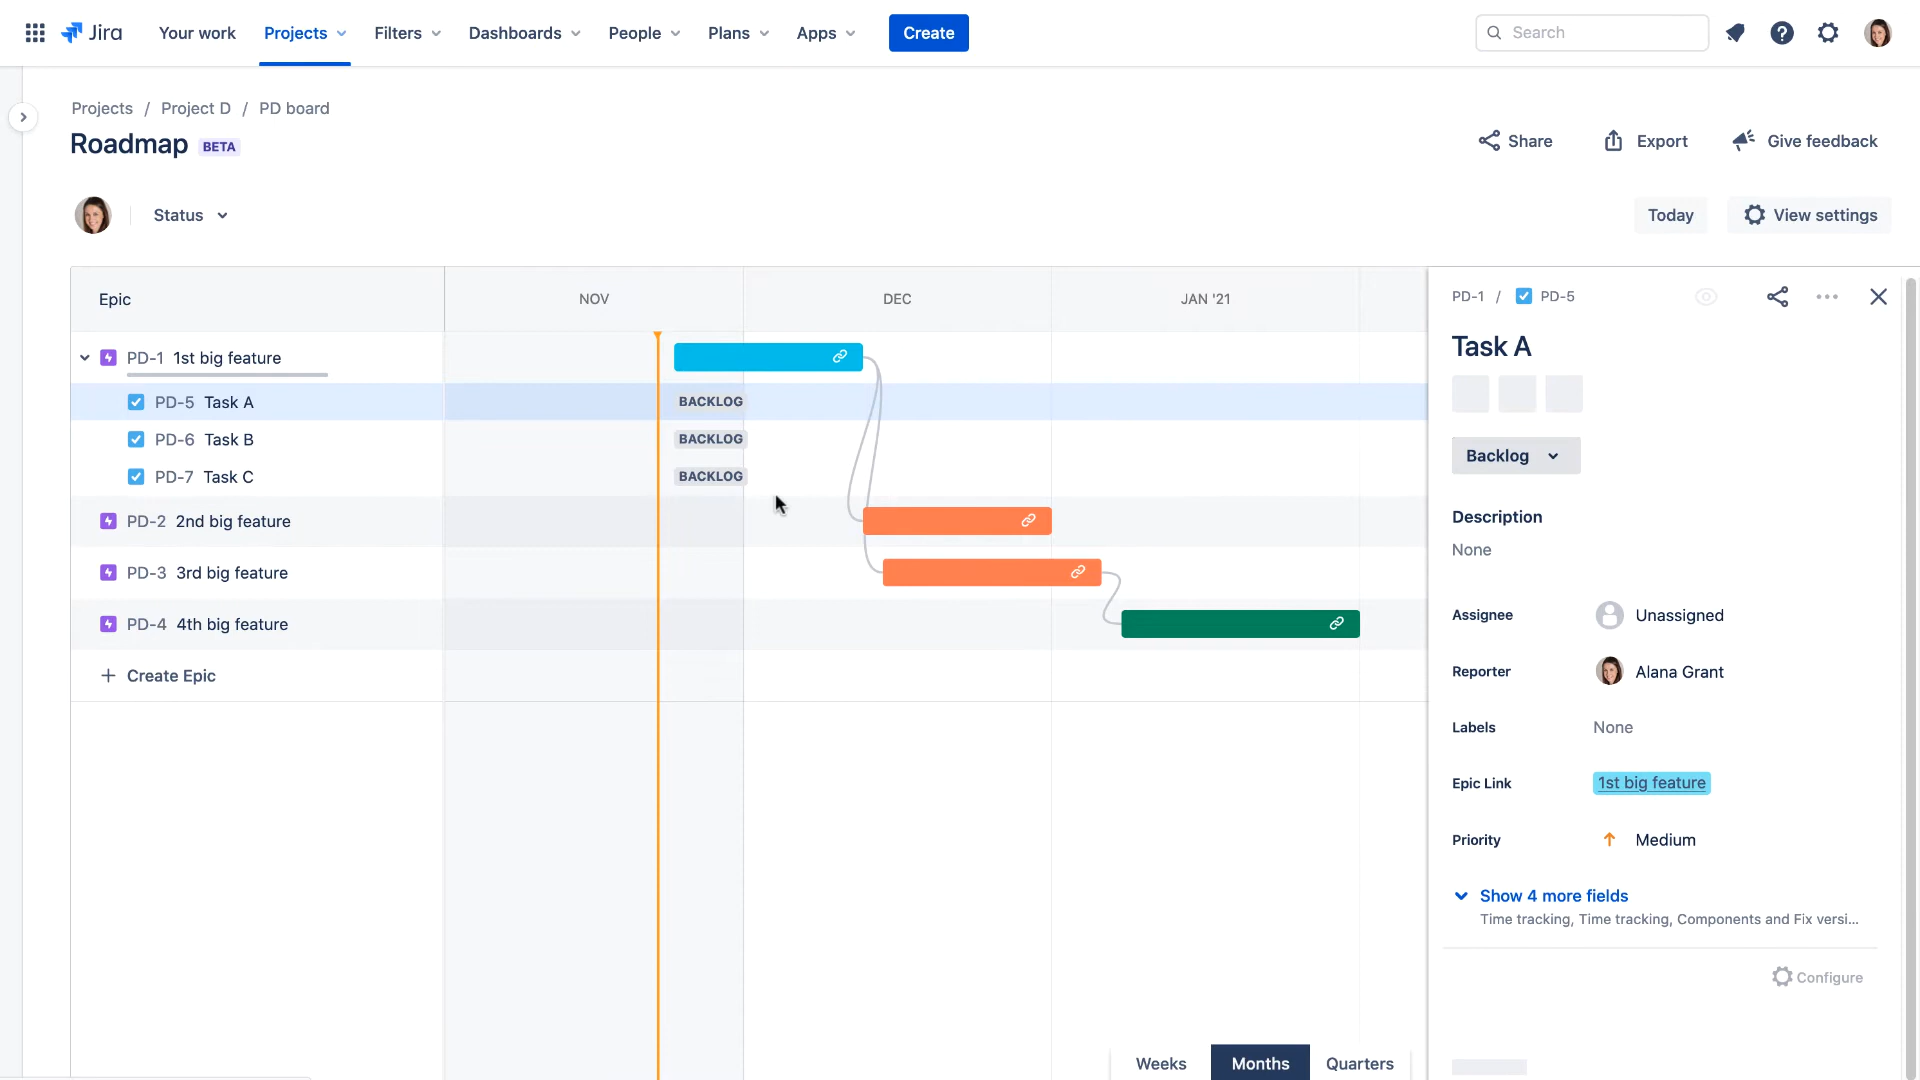 Jira Your work Projects Filters Dashboards People Plans Apps Create Search
Projects / Project D / PD board
Roadmap BETA
Share Export Give feedback
Status Today View settings
Epic NOV DEC JAN '21
PD-1 1st big feature
PD-5 Task A BACKLOG
PD-6 Task B BACKLOG
PD-7 Task C BACKLOG
PD-2 2nd big feature
PD-3 3rd big feature
PD-4 4th big feature
+ Create Epic
Weeks Months Quarters
PD-1 / PD-5
Task A
Backlog
Description
None
Assignee Unassigned
Reporter Alana Grant
Labels None
Epic Link 1st big feature
Priority Medium
Show 4 more fields
Time tracking, Time tracking, Components and Fix versi...
Configure